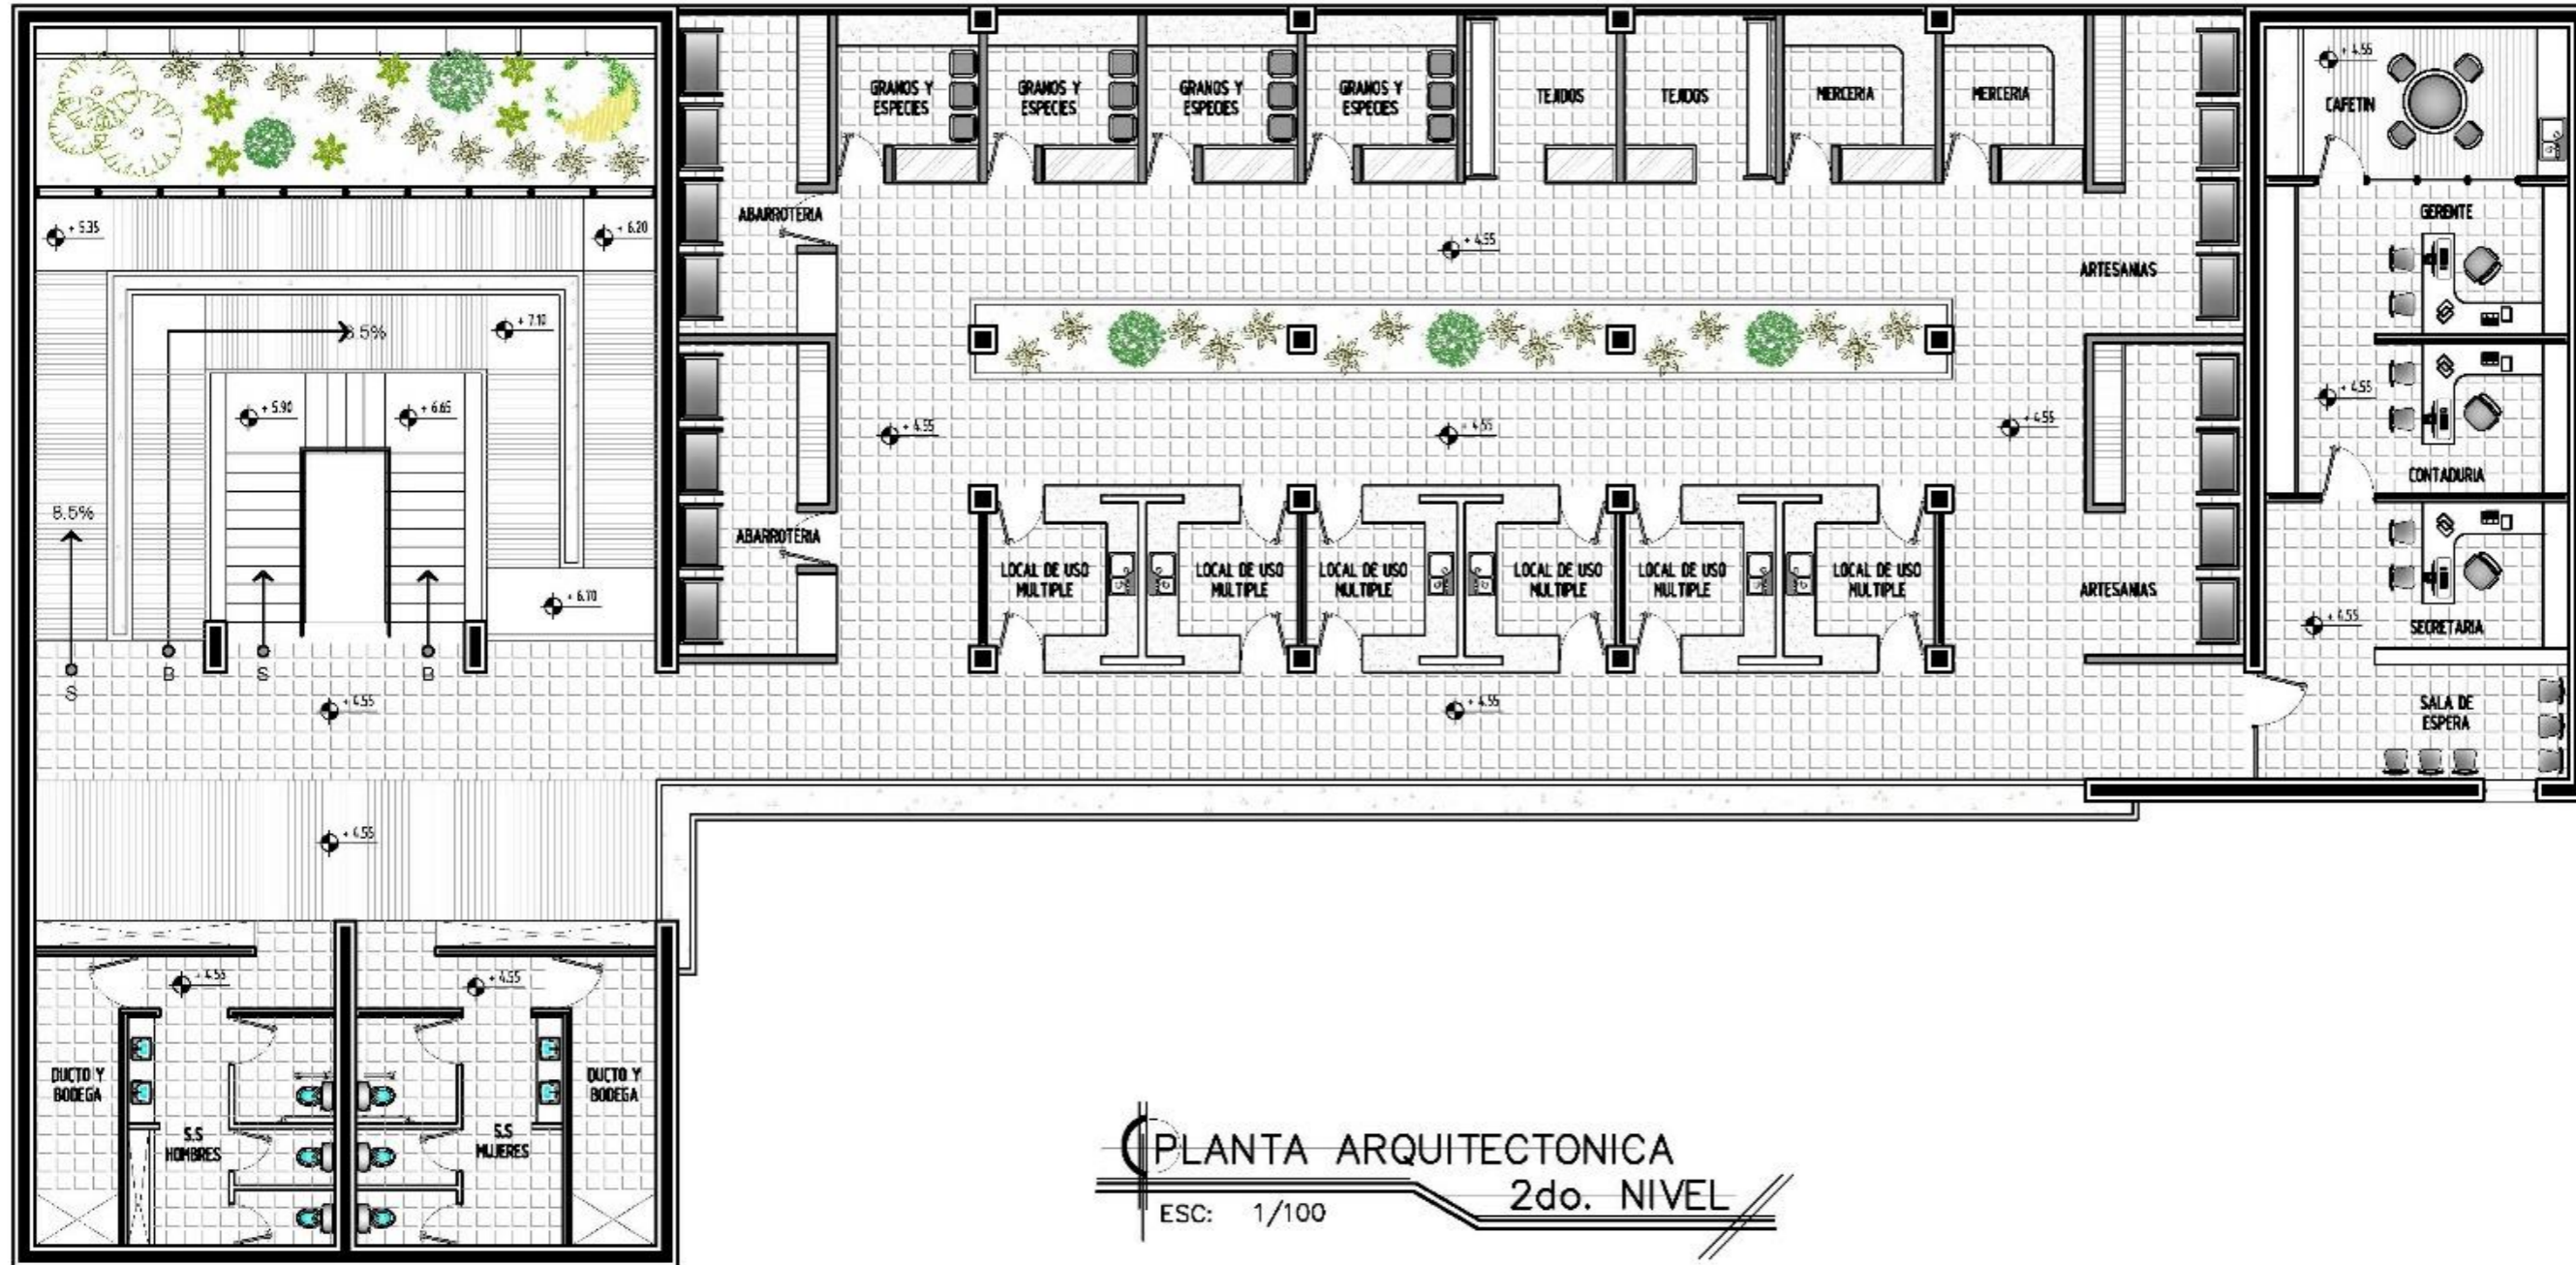 GRANOS Y
ESPECIES
GRANOS Y
ESPECIES
GRANOS Y
ESPECIES
GRANOS Y
ESPECIES
TEJIDOS
TEJIDOS
MERCERIA
MERCERIA
+ 4.55
CAFETIN
ABARROTERIA
GERENTE
+ 5.35
+ 6.20
+ 4.55
ARTESANIAS
8.5%
+ 7.10
+ 5.90
+ 6.65
+ 4.55
+ 4.55
+ 4.55
+ 4.55
CONTADURIA
8.5%
ABARROTERIA
LOCAL DE USO
MULTIPLE
LOCAL DE USO
MULTIPLE
LOCAL DE USO
MULTIPLE
LOCAL DE USO
MULTIPLE
LOCAL DE USO
MULTIPLE
LOCAL DE USO
MULTIPLE
ARTESANIAS
+ 6.70
+ 4.55
SECRETARIA
S
B
S
B
+ 4.55
+ 4.55
SALA DE
ESPERA
+ 4.55
+ 4.55
+ 4.55
DUCTO Y
BODEGA
DUCTO Y
BODEGA
S.S
HOMBRES
S.S
MUJERES
PLANTA ARQUITECTONICA
2do. NIVEL
ESC: 1/100